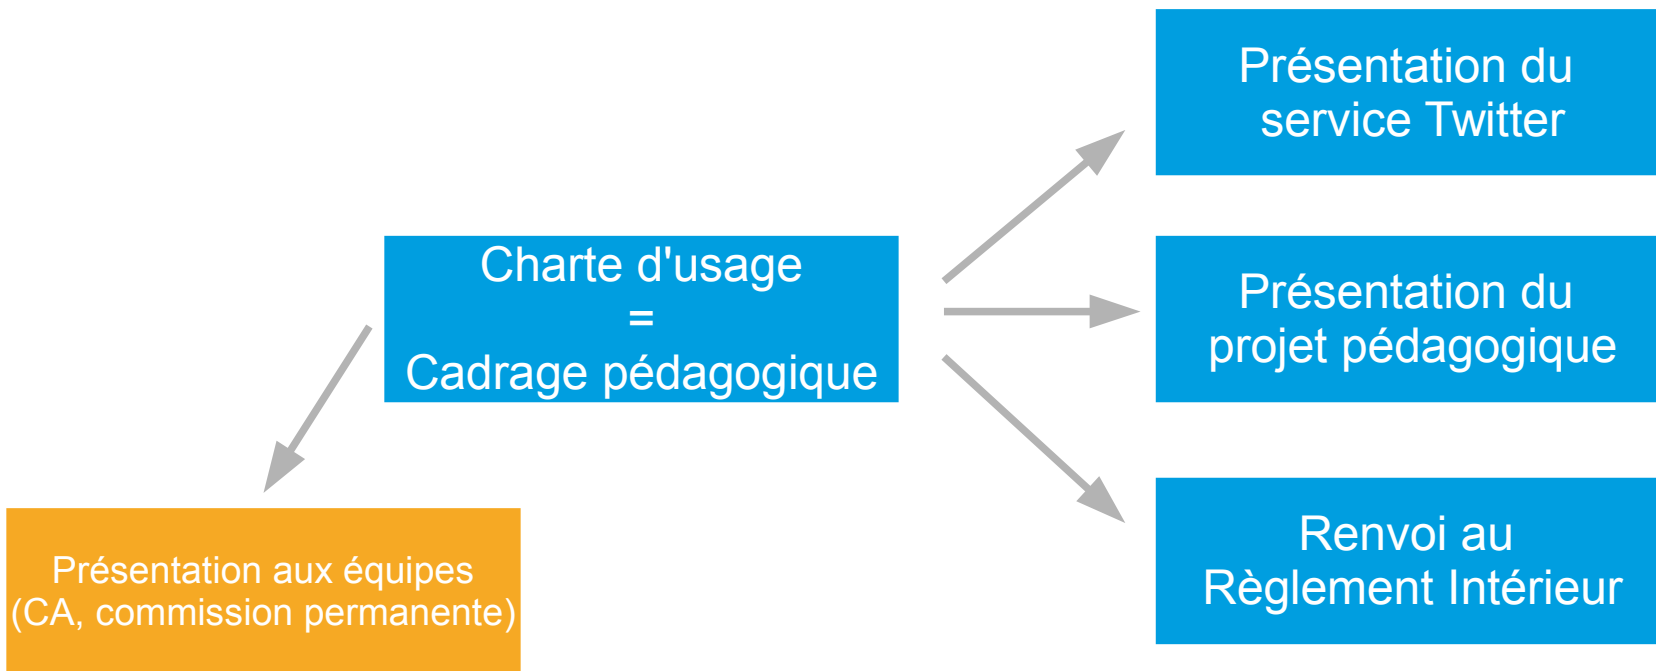 Présentation du
service Twitter
Charte d'usage
=
Cadrage pédagogique
Présentation du
projet pédagogique
Renvoi au
Règlement Intérieur
Présentation aux équipes
(CA, commission permanente)